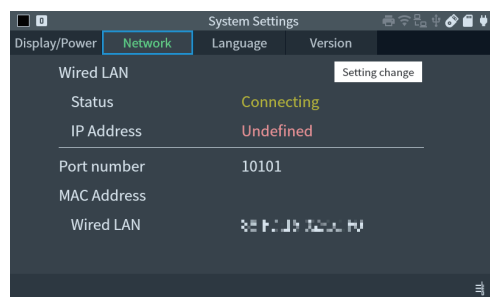 0 System Settings
Display/Power Network Language Version
Wired LAN Setting change
Status Connecting
IP Address Undefined
Port number 10101
MAC Address
Wired LAN